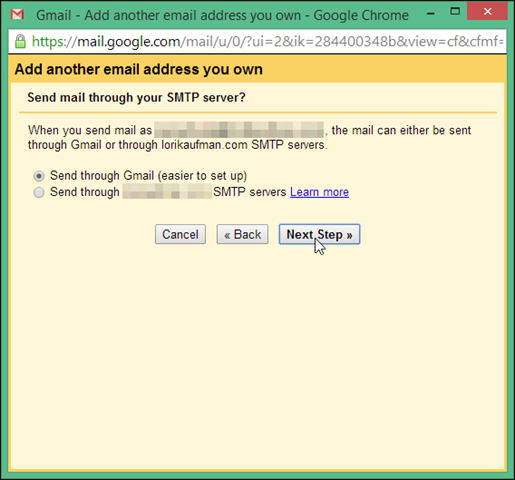 Gmail - Add another email address you own - Google Chrome
https://mail.google.com/mail/u/0/?ui=2&ik=284400348b&view=cf&cfmf=
Add another email address you own
Send mail through your SMTP server?
When you send mail as , the mail can either be sent
through Gmail or through lorikaufman.com SMTP servers.
Send through Gmail (easier to set up)
Send through SMTP servers Learn more
Cancel « Back Next Step »